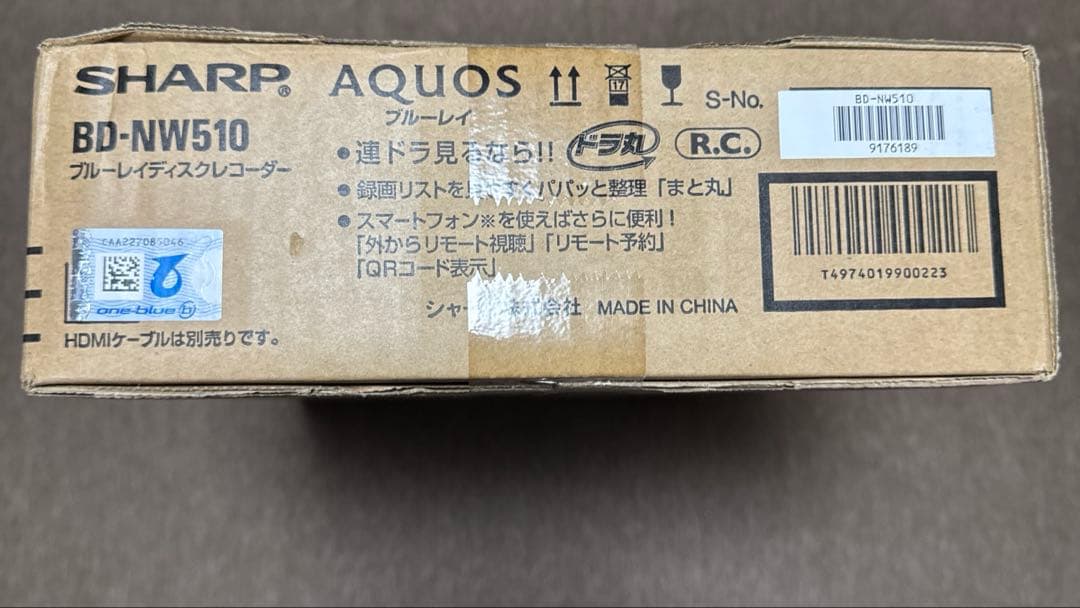 SHARP® AQUOS
ブルーレイ
BD-NW510
ブルーレイディスクレコーダー
17
S-No.
BD-NW510
9176189
●連ドラ見るなら!! ドラ丸 R.C.
●録画リストを見やすくパパッと整理「まと丸」
●スマートフォン※を使えばさらに便利!
「外からリモート視聴」「リモート予約」
「QRコード表示」
T4974019900223
CAA227085046
one-blue
HDMIケーブルは別売りです。
シャ 株式会社 MADE IN CHINA